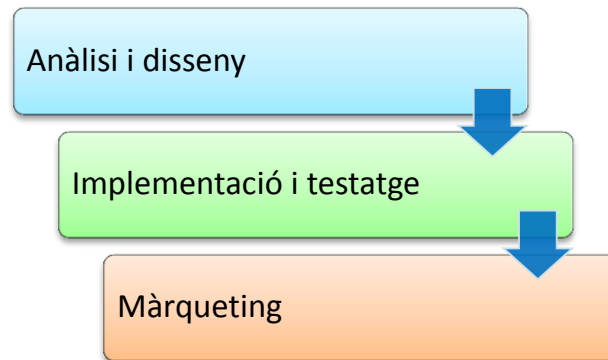 Anàlisi i disseny
Implementació i testatge
Màrqueting